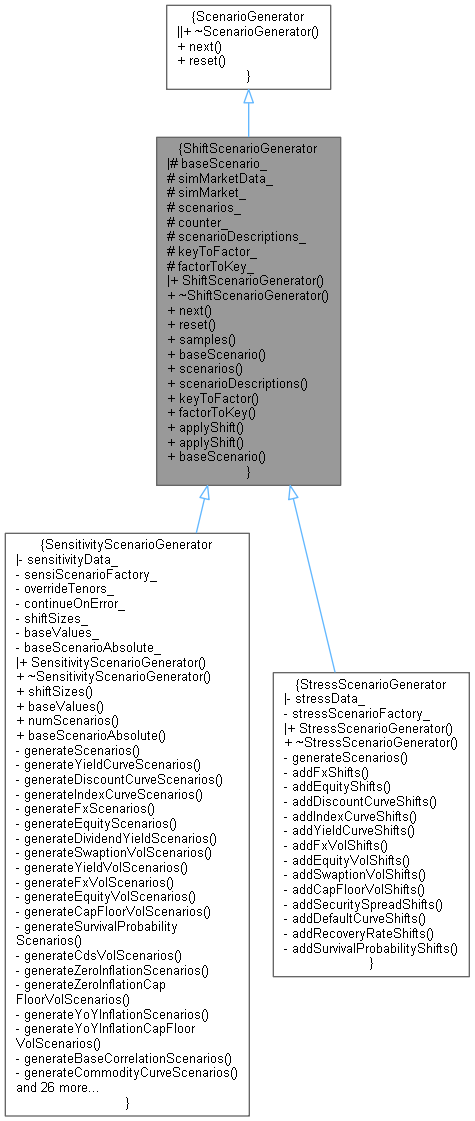 {ScenarioGenerator
||+ ~ScenarioGenerator()
+ next()
+ reset()
}
{ShiftScenarioGenerator
|# baseScenario_
# simMarketData_
# simMarket_
# scenarios_
# counter_
# scenarioDescriptions_
# keyToFactor_
# factorToKey_
|+ ShiftScenarioGenerator()
+ ~ShiftScenarioGenerator()
+ next()
+ reset()
+ samples()
+ baseScenario()
+ scenarios()
+ scenarioDescriptions()
+ keyToFactor()
+ factorToKey()
+ applyShift()
+ applyShift()
+ baseScenario()
}
{SensitivityScenarioGenerator
|- sensitivityData_
- sensiScenarioFactory_
- overrideTenors_
- continueOnError_
- shiftSizes_
- baseValues_
- baseScenarioAbsolute_
|+ SensitivityScenarioGenerator()
+ ~SensitivityScenarioGenerator()
+ shiftSizes()
+ baseValues()
+ numScenarios()
+ baseScenarioAbsolute()
- generateScenarios()
- generateYieldCurveScenarios()
- generateDiscountCurveScenarios()
- generateIndexCurveScenarios()
- generateFxScenarios()
- generateEquityScenarios()
- generateDividendYieldScenarios()
- generateSwaptionVolScenarios()
- generateYieldVolScenarios()
- generateFxVolScenarios()
- generateEquityVolScenarios()
- generateCapFloorVolScenarios()
- generateSurvivalProbability
Scenarios()
- generateCdsVolScenarios()
- generateZeroInflationScenarios()
- generateZeroInflationCap
FloorVolScenarios()
- generateYoYInflationScenarios()
- generateYoYInflationCapFloor
VolScenarios()
- generateBaseCorrelationScenarios()
- generateCommodityCurveScenarios()
and 26 more...
}
{StressScenarioGenerator
|- stressData_
- stressScenarioFactory_
|+ StressScenarioGenerator()
+ ~StressScenarioGenerator()
- generateScenarios()
- addFxShifts()
- addEquityShifts()
- addDiscountCurveShifts()
- addIndexCurveShifts()
- addYieldCurveShifts()
- addFxVolShifts()
- addEquityVolShifts()
- addSwaptionVolShifts()
- addCapFloorVolShifts()
- addSecuritySpreadShifts()
- addDefaultCurveShifts()
- addRecoveryRateShifts()
- addSurvivalProbabilityShifts()
}